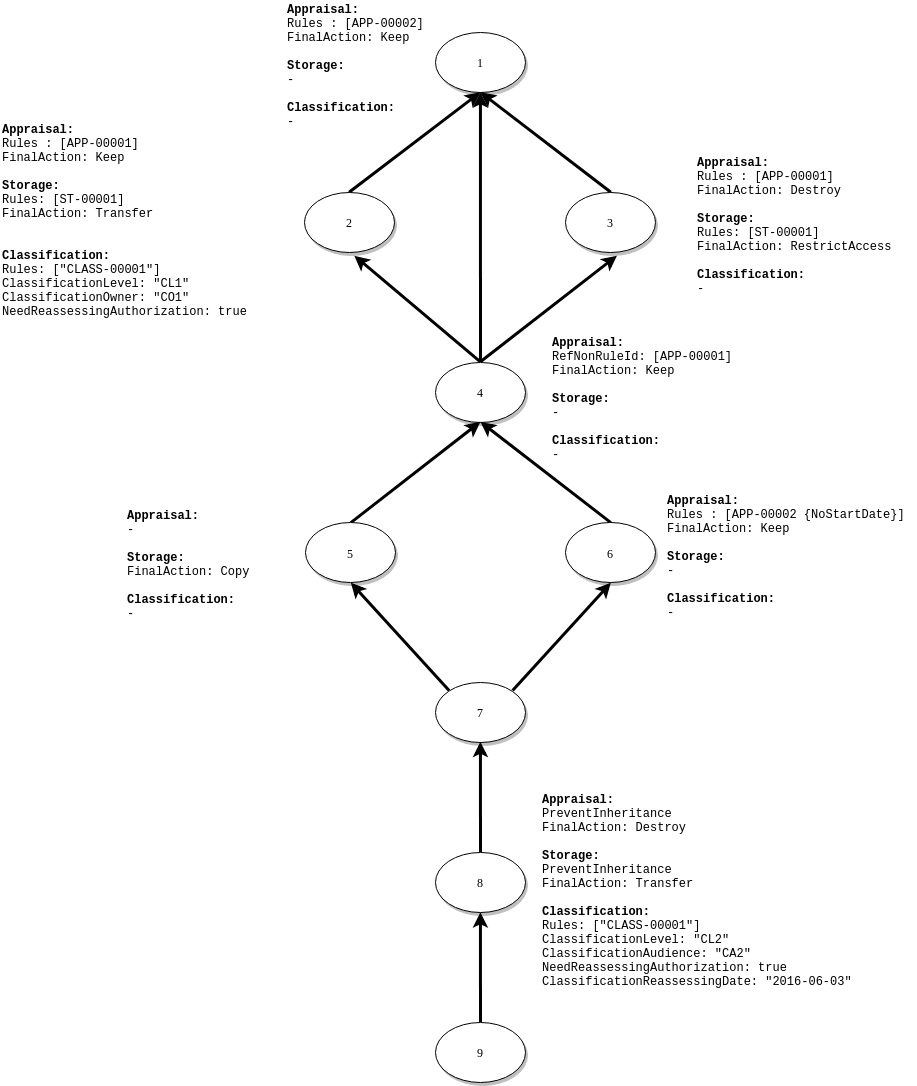 Appraisal:
Rules : [APP-00002]
FinalAction: Keep
Storage:
-
Classification:
-
1
Appraisal:
Rules : [APP-00001]
FinalAction: Keep
Storage:
Rules: [ST-00001]
FinalAction: Transfer
Classification:
Rules: ["CLASS-00001"]
ClassificationLevel: "CL1"
ClassificationOwner: "CO1"
NeedReassessingAuthorization: true
2
3
Appraisal:
Rules : [APP-00001]
FinalAction: Destroy
Storage:
Rules: [ST-00001]
FinalAction: RestrictAccess
Classification:
-
4
Appraisal:
RefNonRuleId: [APP-00001]
FinalAction: Keep
Storage:
-
Classification:
-
Appraisal:
-
Storage:
FinalAction: Copy
Classification:
-
5
6
Appraisal:
Rules : [APP-00002 {NoStartDate}]
FinalAction: Keep
Storage:
-
Classification:
-
7
8
Appraisal:
PreventInheritance
FinalAction: Destroy
Storage:
PreventInheritance
FinalAction: Transfer
Classification:
Rules: ["CLASS-00001"]
ClassificationLevel: "CL2"
ClassificationAudience: "CA2"
NeedReassessingAuthorization: true
ClassificationReassessingDate: "2016-06-03"
9